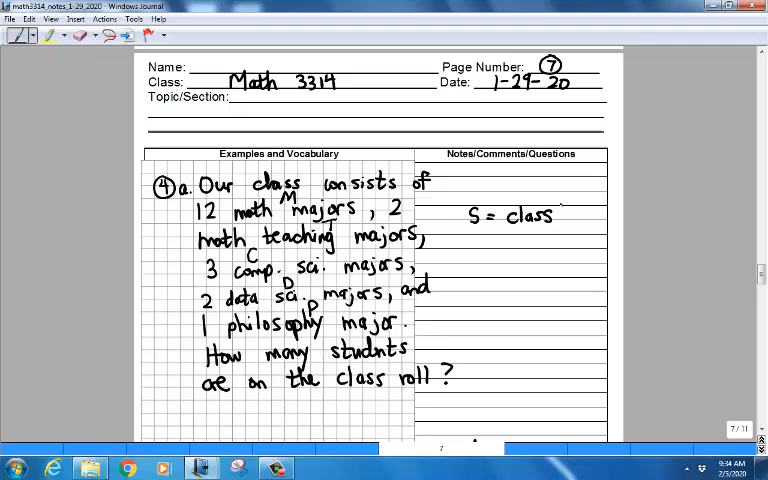 math3314_notes_1-29_2020 - Windows Journal
File Edit View Insert Actions Tools Help
Name: Page Number: 7
Class: Math 3314 Date: 1-29-20
Topic/Section:
Examples and Vocabulary Notes/Comments/Questions
④a. Our class consists of
M
12 math majors, 2
S = class
T
math teaching majors,
C
3 comp. sci. majors,
D
2 data sci. majors, and
P
1 philosophy major.
How many studnts
are on the class roll?
7 / 11
7
9:34 AM
2/3/2020